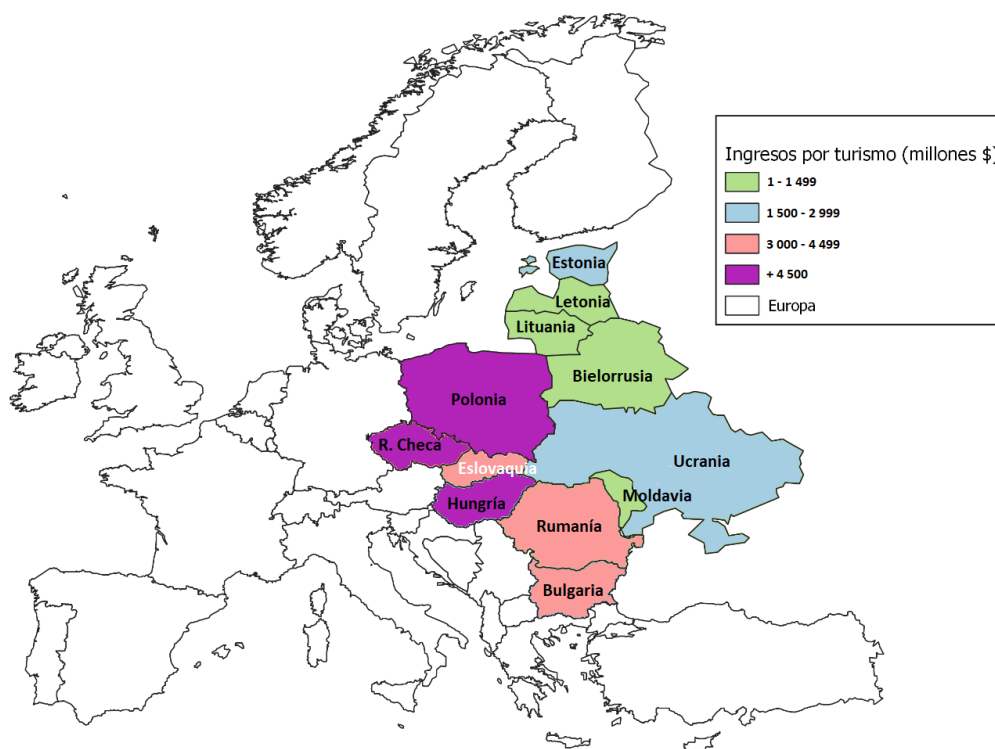 Ingresos por turismo (millones $)
1 - 1 499
1 500 - 2 999
3 000 - 4 499
+ 4 500
Europa
Estonia
Letonia
Lituania
Bielorrusia
Polonia
R. Checa
Eslovaquia
Ucrania
Hungría
Moldavia
Rumanía
Bulgaria